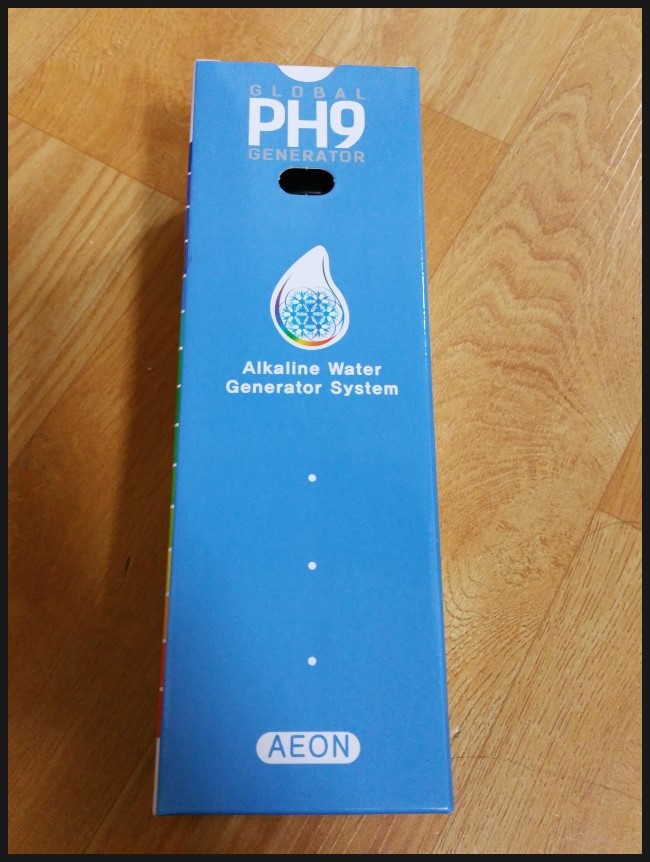 GLOBAL
PH9
GENERATOR
Alkaline Water
Generator System
AEON